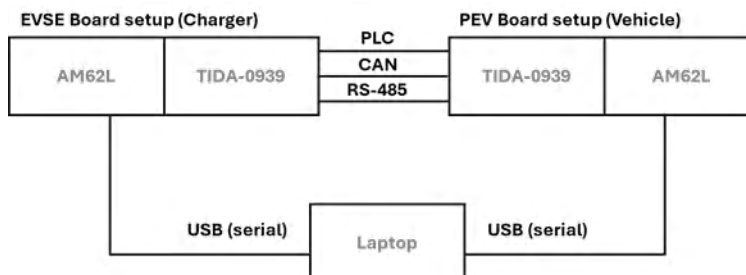 EVSE Board setup (Charger)
PEV Board setup (Vehicle)
PLC
CAN
RS-485
AM62L
TIDA-0939
TIDA-0939
AM62L
USB (serial)
Laptop
USB (serial)